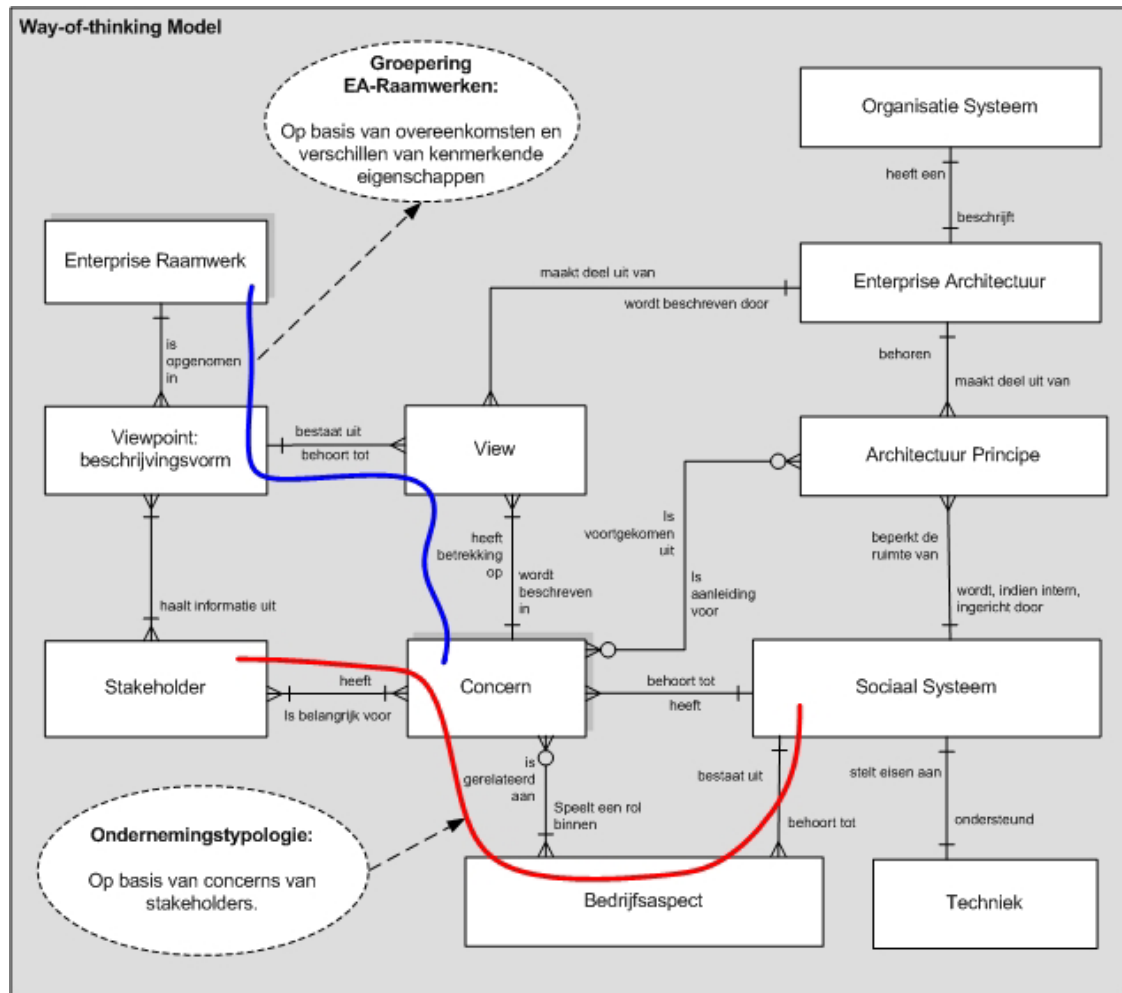 Way-of-thinking Model
Groepering
EA-Raamwerken:
Op basis van overeenkomsten en
verschillen van kenmerkende
eigenschappen
Organisatie Systeem
heeft een
beschrijft
Enterprise Raamwerk
Enterprise Architectuur
maakt deel uit van
wordt beschreven door
is
opgenomen
in
behoren
maakt deel uit van
Viewpoint:
beschrijvingsvorm
bestaat uit
behoort tot
View
Architectuur Principe
Is
voortgekomen
uit
heeft
betrekking
op
wordt
beschreven
in
Is
aanleiding
voor
beperkt de
ruimte van
wordt, indien intern,
ingericht door
haalt informatie uit
Stakeholder
heeft
Is belangrijk voor
Concern
behoort tot
heeft
Sociaal Systeem
is
gerelateerd
aan
Speelt een rol
binnen
bestaat uit
behoort tot
stelt eisen aan
ondersteund
Ondernemingstypologie:
Op basis van concerns van
stakeholders.
Bedrijfsaspect
Techniek